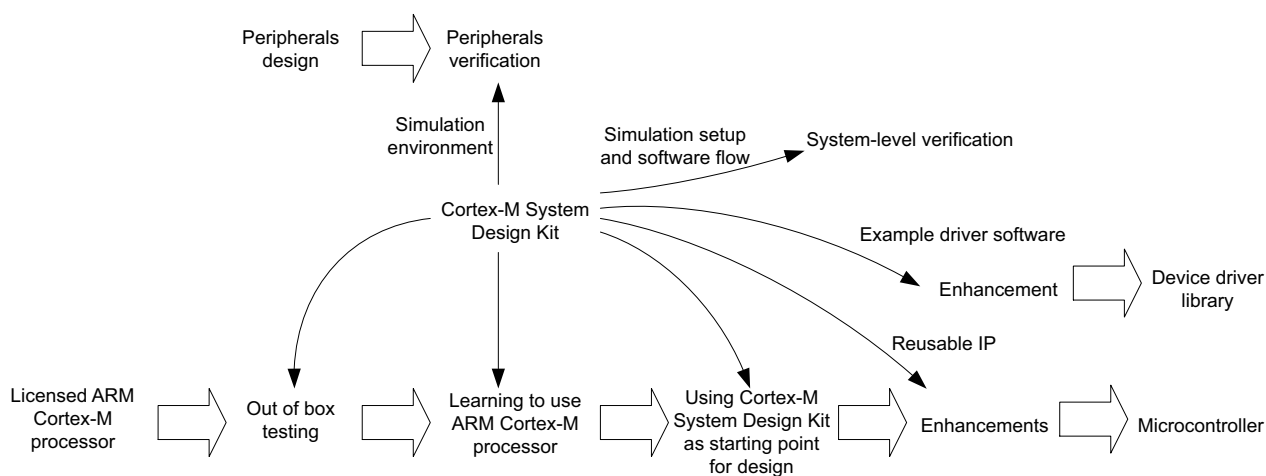 Peripherals
design
Peripherals
verification
Simulation
environment
Simulation setup
and software flow
System-level verification
Cortex-M System
Design Kit
Example driver software
Enhancement
Device driver
library
Reusable IP
Licensed ARM
Cortex-M
processor
Out of box
testing
Learning to use
ARM Cortex-M
processor
Using Cortex-M
System Design Kit
as starting point
for design
Enhancements
Microcontroller